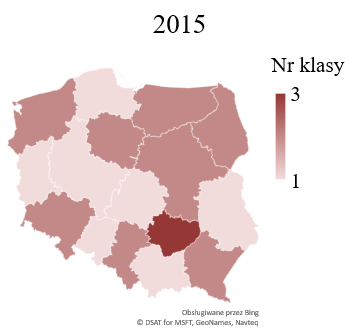 2015
Nr klasy
3
1
Obsługiwane przez Bing
© DSAT for MSFT, GeoNames, Navteq